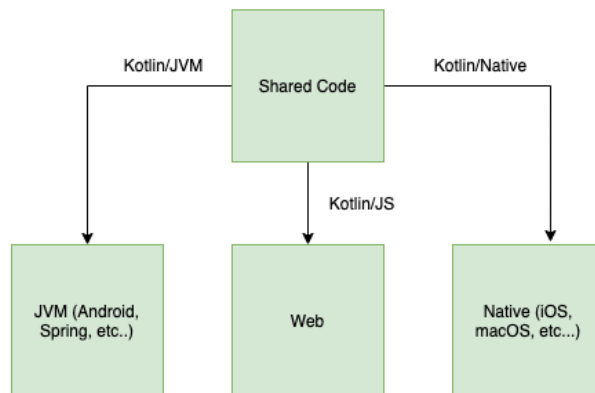 Kotlin/JVM
Shared Code
Kotlin/Native
Kotlin/JS
JVM (Android,
Spring, etc..)
Web
Native (iOS,
macOS, etc...)